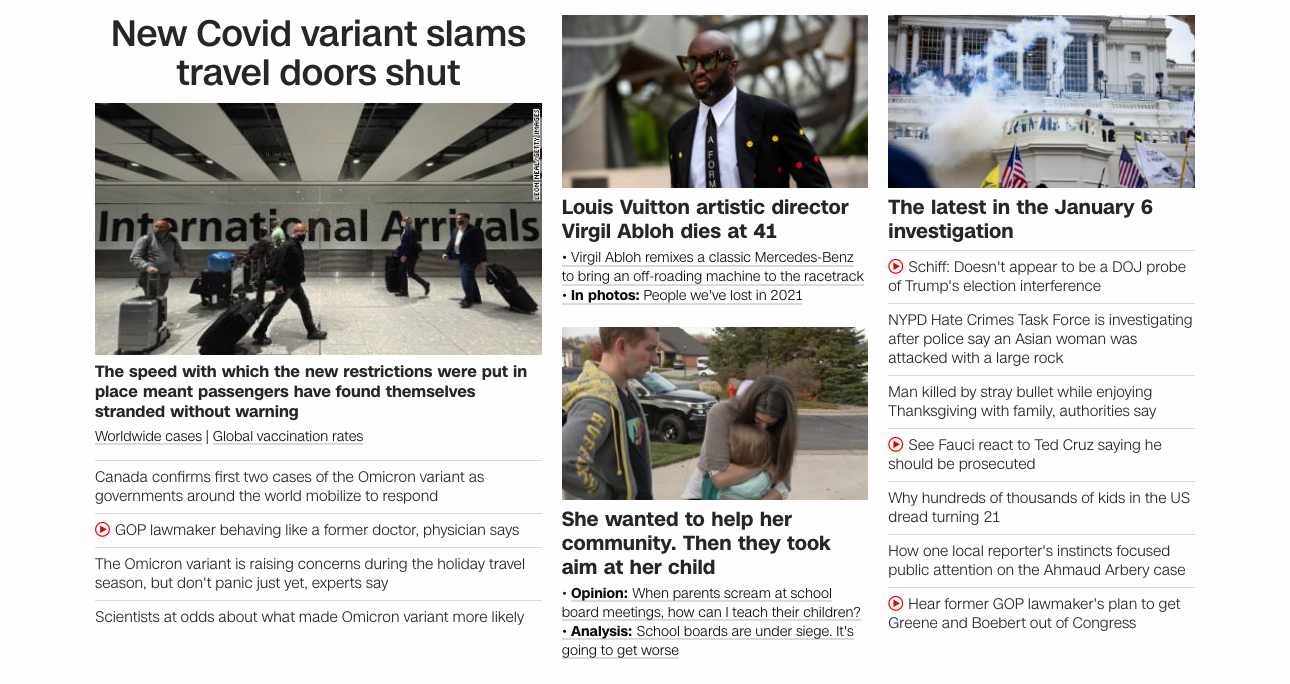 New Covid variant slams
travel doors shut
LEON NEAL/GETTY IMAGES
International Arrivals
The speed with which the new restrictions were put in
place meant passengers have found themselves
stranded without warning
Worldwide cases | Global vaccination rates
Canada confirms first two cases of the Omicron variant as
governments around the world mobilize to respond
GOP lawmaker behaving like a former doctor, physician says
The Omicron variant is raising concerns during the holiday travel
season, but don't panic just yet, experts say
Scientists at odds about what made Omicron variant more likely
A FORM
Louis Vuitton artistic director
Virgil Abloh dies at 41
• Virgil Abloh remixes a classic Mercedes-Benz
to bring an off-roading machine to the racetrack
• In photos: People we've lost in 2021
She wanted to help her
community. Then they took
aim at her child
• Opinion: When parents scream at school
board meetings, how can I teach their children?
• Analysis: School boards are under siege. It's
going to get worse
The latest in the January 6
investigation
Schiff: Doesn't appear to be a DOJ probe
of Trump's election interference
NYPD Hate Crimes Task Force is investigating
after police say an Asian woman was
attacked with a large rock
Man killed by stray bullet while enjoying
Thanksgiving with family, authorities say
See Fauci react to Ted Cruz saying he
should be prosecuted
Why hundreds of thousands of kids in the US
dread turning 21
How one local reporter's instincts focused
public attention on the Ahmaud Arbery case
Hear former GOP lawmaker's plan to get
Greene and Boebert out of Congress